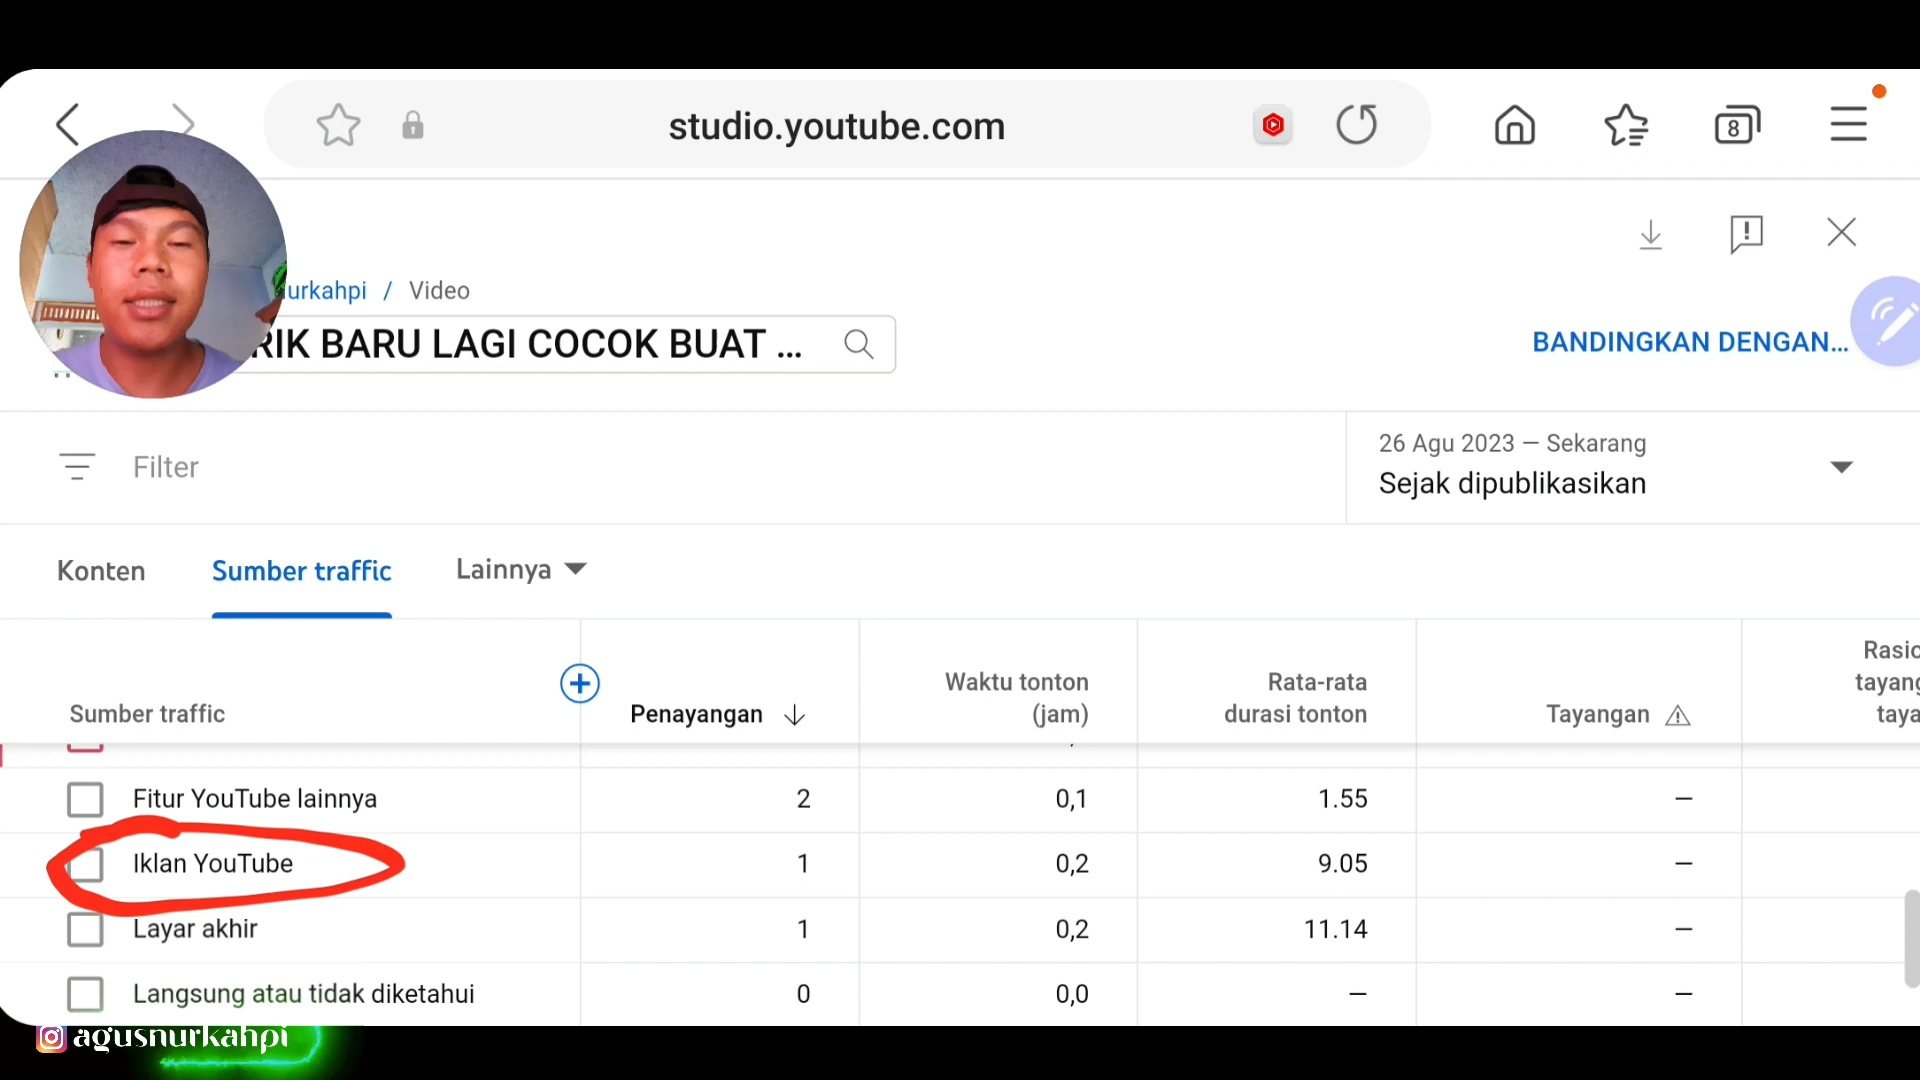 studio.youtube.com
8
nurkahpi / Video
RIK BARU LAGI COCOK BUAT ...
BANDINGKAN DENGAN...
Filter
26 Agu 2023 – Sekarang
Sejak dipublikasikan
Konten
Sumber traffic
Lainnya
Sumber traffic
Penayangan
Waktu tonton
(jam)
Rata-rata
durasi tonton
Tayangan
Fitur YouTube lainnya 2 0,1 1.55 —
Iklan YouTube 1 0,2 9.05 —
Layar akhir 1 0,2 11.14 —
Langsung atau tidak diketahui 0 0,0 — —
agusnurkahpi